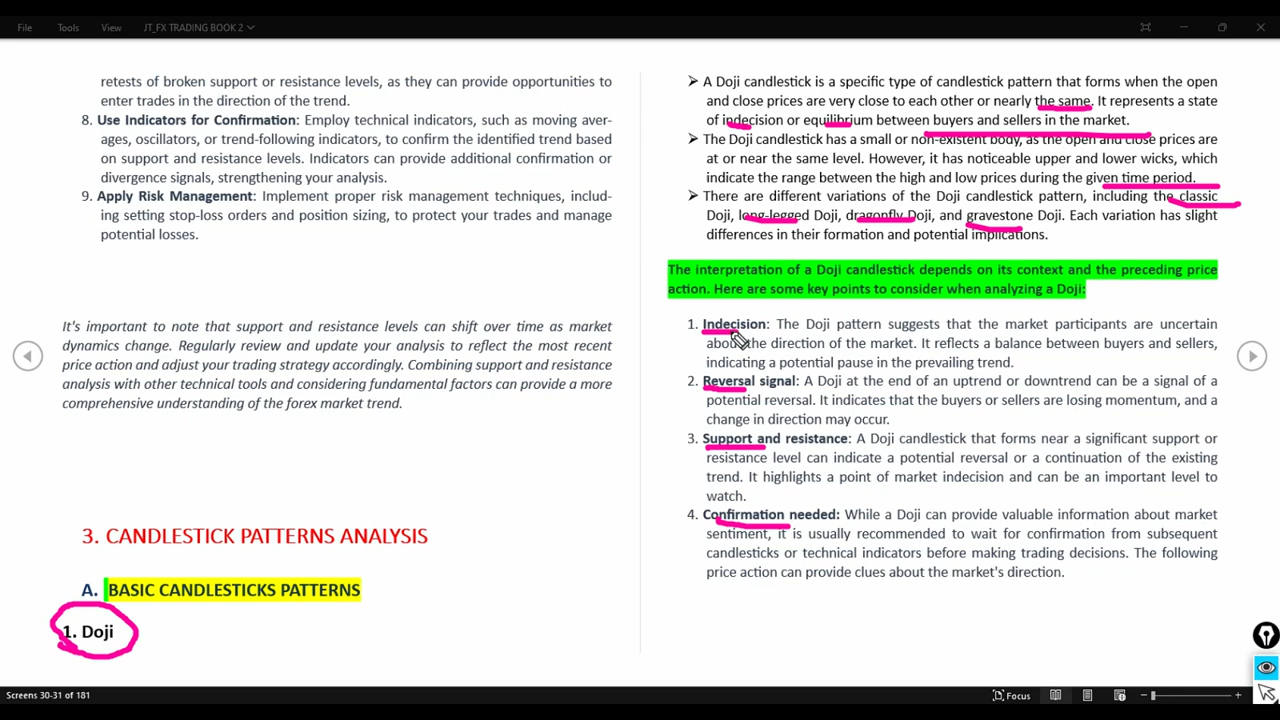 File Tools View JT_FX TRADING BOOK 2
retests of broken support or resistance levels, as they can provide opportunities to
enter trades in the direction of the trend.
8. Use Indicators for Confirmation: Employ technical indicators, such as moving aver-
ages, oscillators, or trend-following indicators, to confirm the identified trend based
on support and resistance levels. Indicators can provide additional confirmation or
divergence signals, strengthening your analysis.
9. Apply Risk Management: Implement proper risk management techniques, includ-
ing setting stop-loss orders and position sizing, to protect your trades and manage
potential losses.
It's important to note that support and resistance levels can shift over time as market
dynamics change. Regularly review and update your analysis to reflect the most recent
price action and adjust your trading strategy accordingly. Combining support and resistance
analysis with other technical tools and considering fundamental factors can provide a more
comprehensive understanding of the forex market trend.
3. CANDLESTICK PATTERNS ANALYSIS
A. BASIC CANDLESTICKS PATTERNS
1. Doji
➢ A Doji candlestick is a specific type of candlestick pattern that forms when the open
and close prices are very close to each other or nearly the same. It represents a state
of indecision or equilibrium between buyers and sellers in the market.
➢ The Doji candlestick has a small or non-existent body, as the open and close prices are
at or near the same level. However, it has noticeable upper and lower wicks, which
indicate the range between the high and low prices during the given time period.
➢ There are different variations of the Doji candlestick pattern, including the classic
Doji, long-legged Doji, dragonfly Doji, and gravestone Doji. Each variation has slight
differences in their formation and potential implications.
The interpretation of a Doji candlestick depends on its context and the preceding price
action. Here are some key points to consider when analyzing a Doji:
1. Indecision: The Doji pattern suggests that the market participants are uncertain
about the direction of the market. It reflects a balance between buyers and sellers,
indicating a potential pause in the prevailing trend.
2. Reversal signal: A Doji at the end of an uptrend or downtrend can be a signal of a
potential reversal. It indicates that the buyers or sellers are losing momentum, and a
change in direction may occur.
3. Support and resistance: A Doji candlestick that forms near a significant support or
resistance level can indicate a potential reversal or a continuation of the existing
trend. It highlights a point of market indecision and can be an important level to
watch.
4. Confirmation needed: While a Doji can provide valuable information about market
sentiment, it is usually recommended to wait for confirmation from subsequent
candlesticks or technical indicators before making trading decisions. The following
price action can provide clues about the market's direction.
Screens 30-31 of 181
Focus